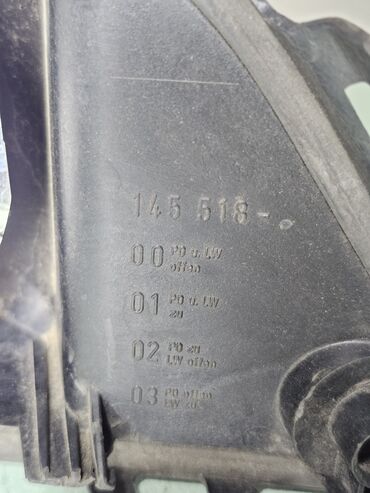 145 518-
00 PO u. LW
offen
01 PO u. LW
zu
02 PO zu
LW offen
03 PO offen
LW zu